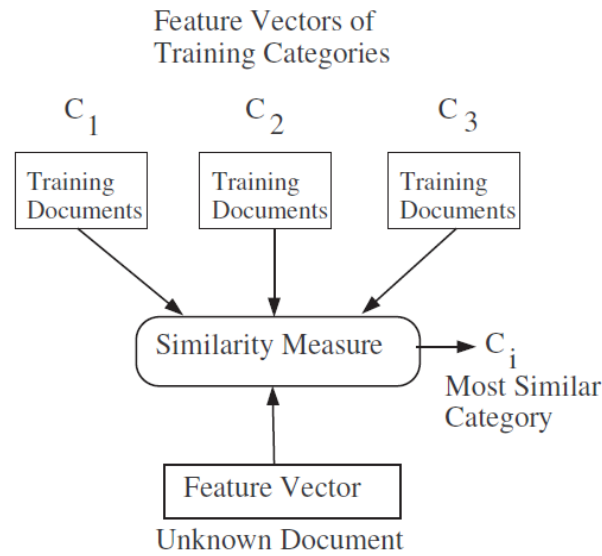 Feature Vectors of
Training Categories
C1 C2 C3
Training Training Training
Documents Documents Documents
Similarity Measure
Ci
Most Similar
Category
Feature Vector
Unknown Document